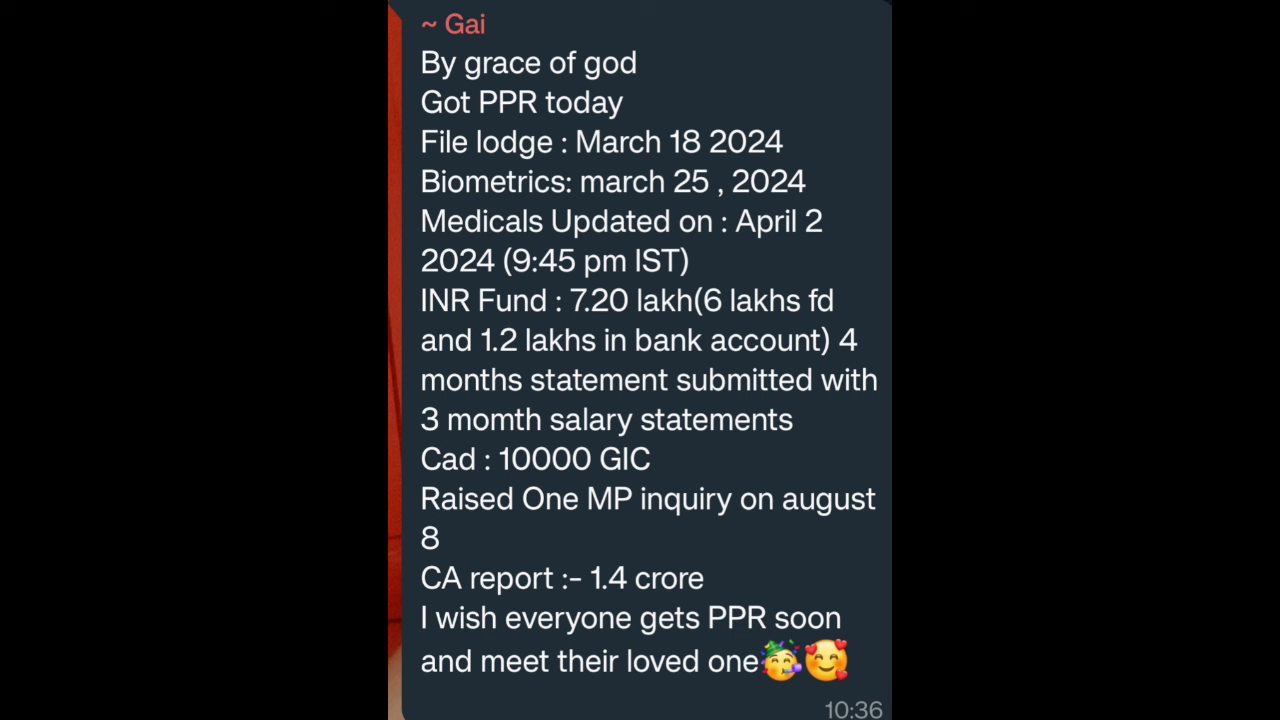 ~ Gai
By grace of god
Got PPR today
File lodge : March 18 2024
Biometrics: march 25 , 2024
Medicals Updated on : April 2
2024 (9:45 pm IST)
INR Fund : 7.20 lakh(6 lakhs fd
and 1.2 lakhs in bank account) 4
months statement submitted with
3 momth salary statements
Cad : 10000 GIC
Raised One MP inquiry on august
8
CA report :- 1.4 crore
I wish everyone gets PPR soon
and meet their loved one🥳🥰
10:36